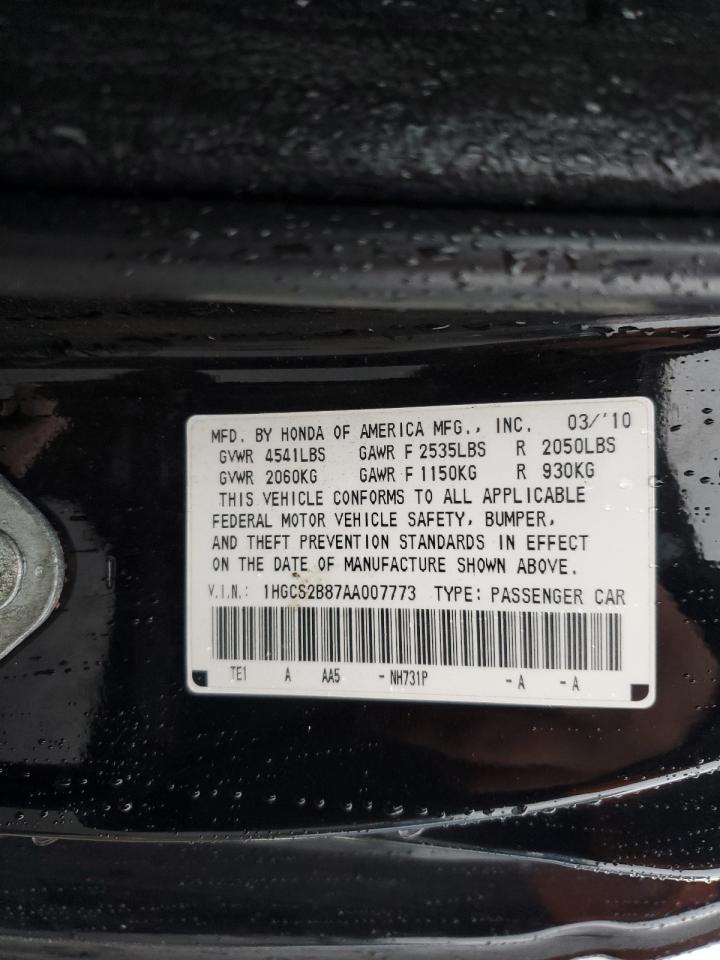 MFD. BY HONDA OF AMERICA MFG., INC. 03/'10
GVWR 4541LBS GAWR F 2535LBS R 2050LBS
GVWR 2060KG GAWR F 1150KG R 930KG
THIS VEHICLE CONFORMS TO ALL APPLICABLE
FEDERAL MOTOR VEHICLE SAFETY, BUMPER,
AND THEFT PREVENTION STANDARDS IN EFFECT
ON THE DATE OF MANUFACTURE SHOWN ABOVE.
V.I.N.: 1HGCS2B87AA007773 TYPE: PASSENGER CAR
TE1 A AA5 - NH731P - A - A